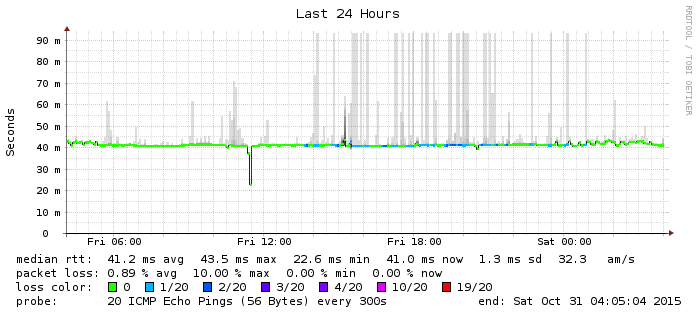 Last 24 Hours
RRDTOOL / TOBI OETIKER
Seconds
90 m
80 m
70 m
60 m
50 m
40 m
30 m
20 m
10 m
0
Fri 06:00 Fri 12:00 Fri 18:00 Sat 00:00
median rtt: 41.2 ms avg 43.5 ms max 22.6 ms min 41.0 ms now 1.3 ms sd 32.3 am/s
packet loss: 0.89 % avg 10.00 % max 0.00 % min 0.00 % now
loss color: 0 1/20 2/20 3/20 4/20 10/20 19/20
probe: 20 ICMP Echo Pings (56 Bytes) every 300s end: Sat Oct 31 04:05:04 2015